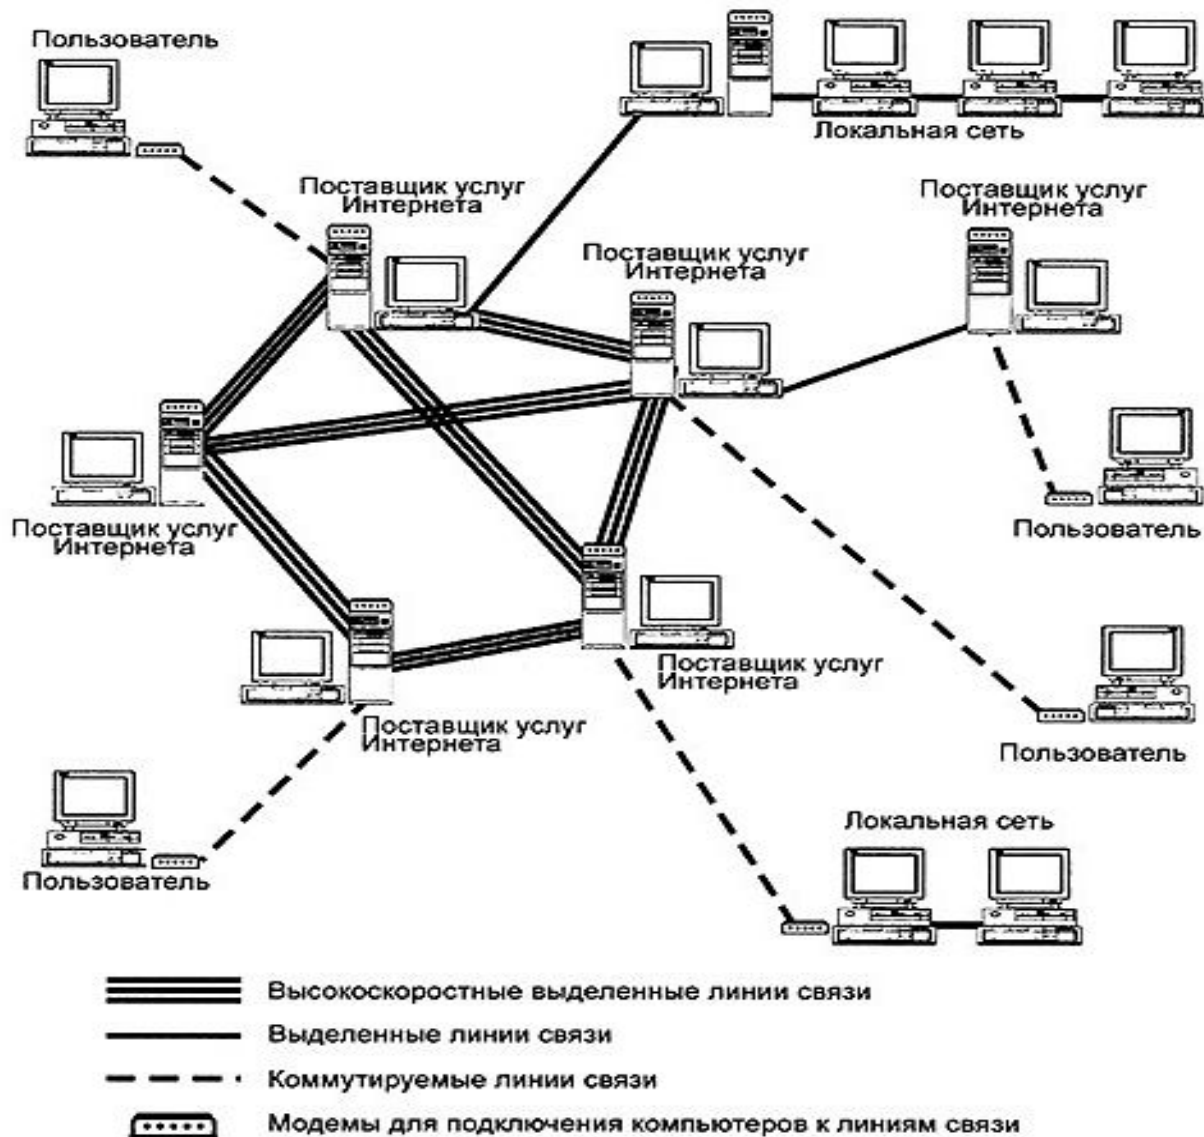 Пользователь
Локальная сеть
Поставщик услуг
Интернета
Поставщик услуг
Интернета
Поставщик услуг
Интернета
Поставщик услуг
Интернета
Пользователь
Поставщик услуг
Интернета
Поставщик услуг
Интернета
Пользователь
Пользователь
Локальная сеть
Высокоскоростные выделенные линии связи
Выделенные линии связи
Коммутируемые линии связи
Модемы для подключения компьютеров к линиям связи